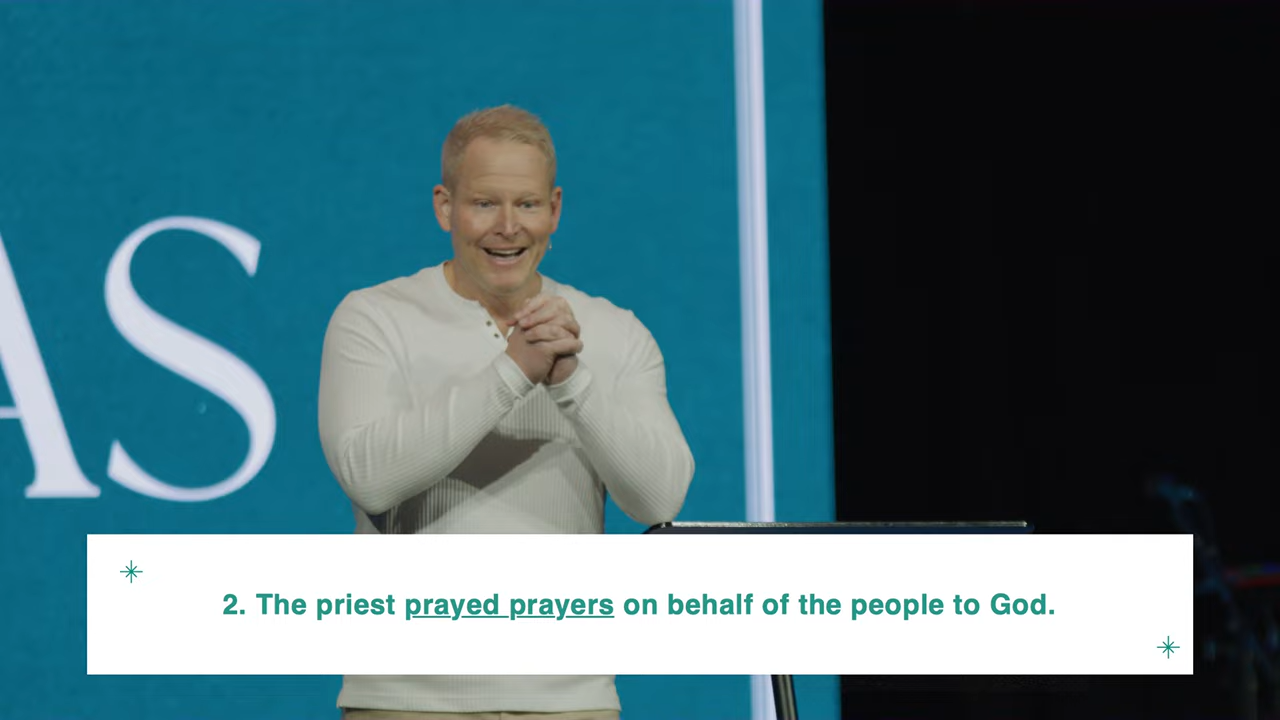 AS
2. The priest prayed prayers on behalf of the people to God.